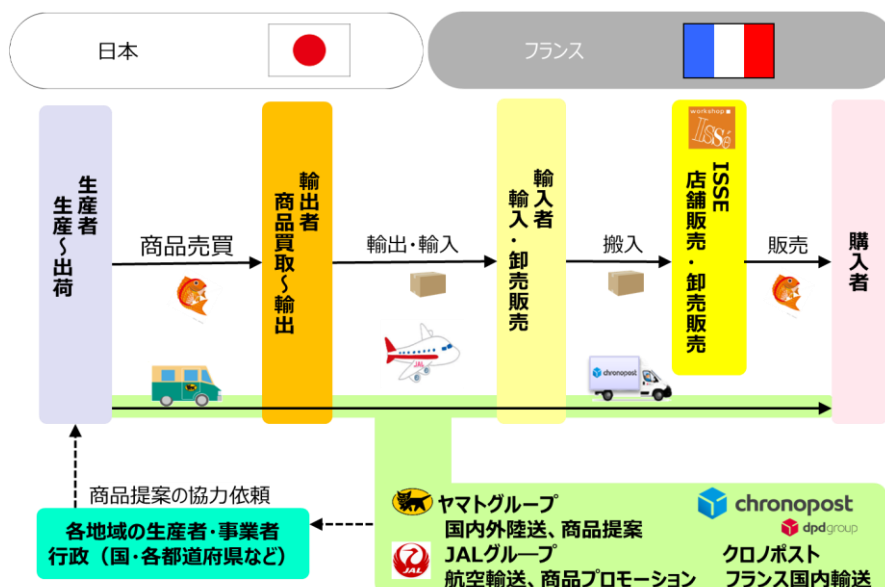 日本
フランス
生産者
生産～出荷
商品売買
輸出者
商品買取～輸出
輸出・輸入
輸入者
輸入・卸売販売
搬入
workshop
Issé
ISSE
店舗販売・卸売販売
販売
購入者
JAL
chronopost
商品提案の協力依頼
各地域の生産者・事業者
行政（国・各都道府県など）
ヤマトグループ
国内外陸送、商品提案
JAL
JALグループ
航空輸送、商品プロモーション
chronopost
dpdgroup
クロノポスト
フランス国内輸送